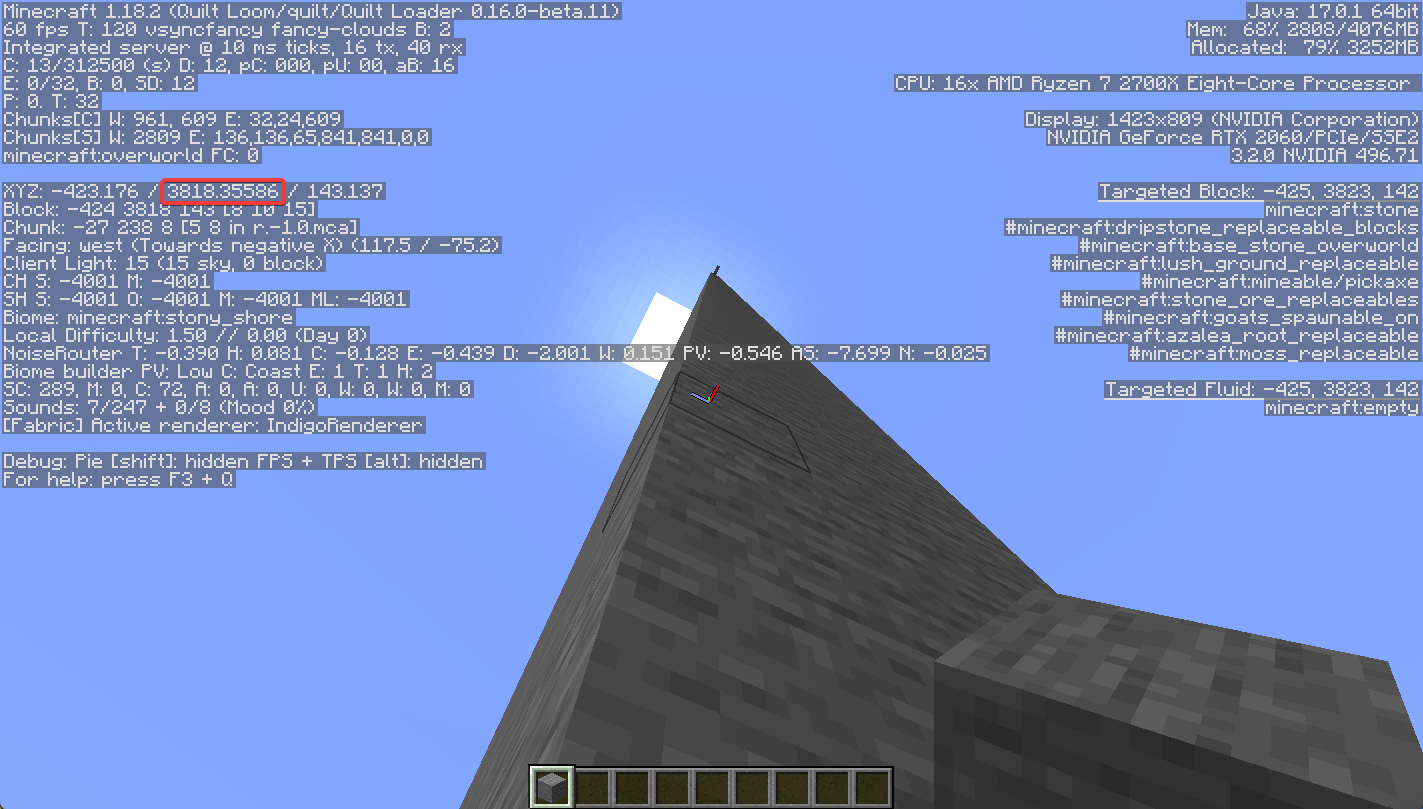 Minecraft 1.18.2 (Quilt Loom/quilt/Quilt Loader 0.16.0-beta.11)
60 fps T: 120 vsyncfancy fancy-clouds B: 2
Integrated server @ 10 ms ticks, 16 tx, 40 rx
C: 13/312500 (s) D: 12, pC: 000, pU: 00, aB: 16
E: 0/32, B: 0, SD: 12
P: 0. T: 32
Chunks[C] W: 961, 609 E: 32,24,609
Chunks[S] W: 2809 E: 136,136,65,841,841,0,0
minecraft:overworld FC: 0
XYZ: -423.176 / 3818.35586 / 143.137
Block: -424 3818 143 [8 10 15]
Chunk: -27 238 8 [5 8 in r.-1.0.mca]
Facing: west (Towards negative X) (117.5 / -75.2)
Client Light: 15 (15 sky, 0 block)
CH S: -4001 M: -4001
SH S: -4001 O: -4001 M: -4001 ML: -4001
Biome: minecraft:stony_shore
Local Difficulty: 1.50 // 0.00 (Day 0)
NoiseRouter T: -0.390 H: 0.081 C: -0.128 E: -0.439 D: -2.001 W: 0.151 PV: -0.546 AS: -7.699 N: -0.025
Biome builder PV: Low C: Coast E: 1 T: 1 H: 2
SC: 289, M: 0, C: 72, A: 0, A: 0, U: 0, W: 0, W: 0, M: 0
Sounds: 7/247 + 0/8 (Mood 0%)
[Fabric] Active renderer: IndigoRenderer
Debug: Pie [shift]: hidden FPS + TPS [alt]: hidden
For help: press F3 + Q
Java: 17.0.1 64bit
Mem: 68% 2808/4076MB
Allocated: 79% 3252MB
CPU: 16x AMD Ryzen 7 2700X Eight-Core Processor
Display: 1423x809 (NVIDIA Corporation)
NVIDIA GeForce RTX 2060/PCIe/SSE2
3.2.0 NVIDIA 496.71
Targeted Block: -425, 3823, 142
minecraft:stone
#minecraft:dripstone_replaceable_blocks
#minecraft:base_stone_overworld
#minecraft:lush_ground_replaceable
#minecraft:mineable/pickaxe
#minecraft:stone_ore_replaceables
#minecraft:goats_spawnable_on
#minecraft:azalea_root_replaceable
#minecraft:moss_replaceable
Targeted Fluid: -425, 3823, 142
minecraft:empty